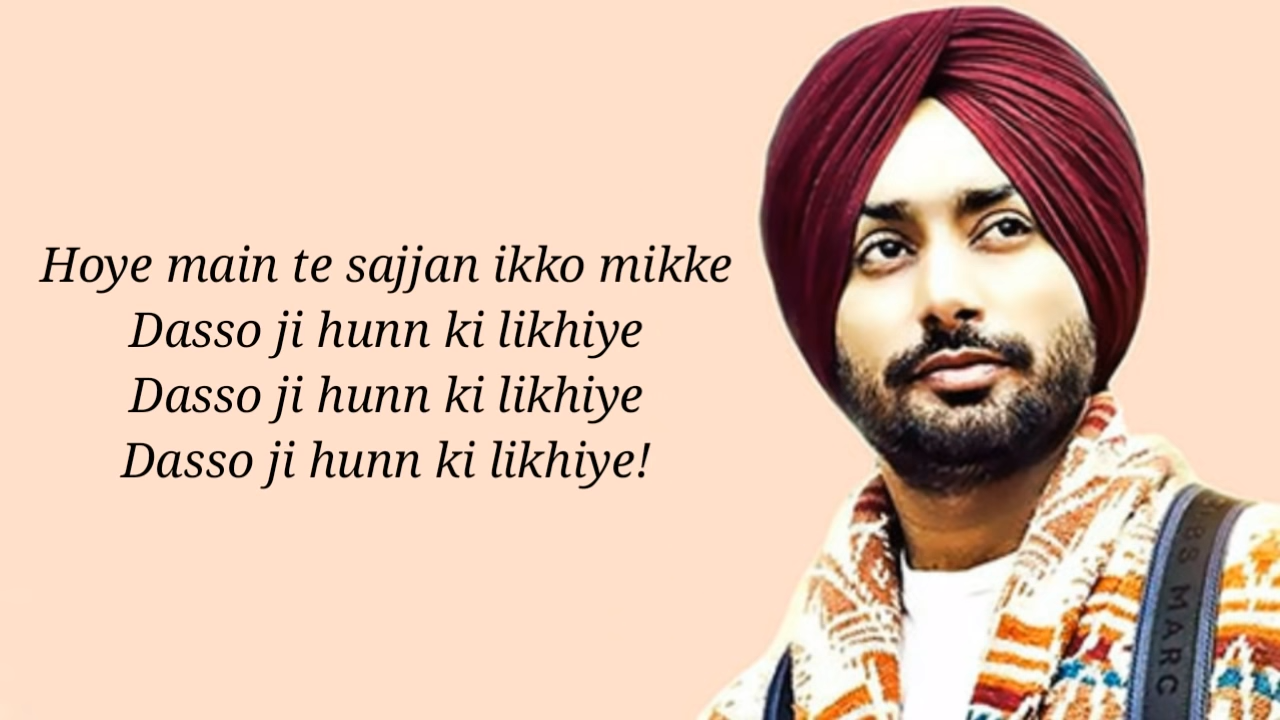 Hoye main te sajjan ikko mikke
Dasso ji hunn ki likhiye
Dasso ji hunn ki likhiye
Dasso ji hunn ki likhiye!
BS MARC